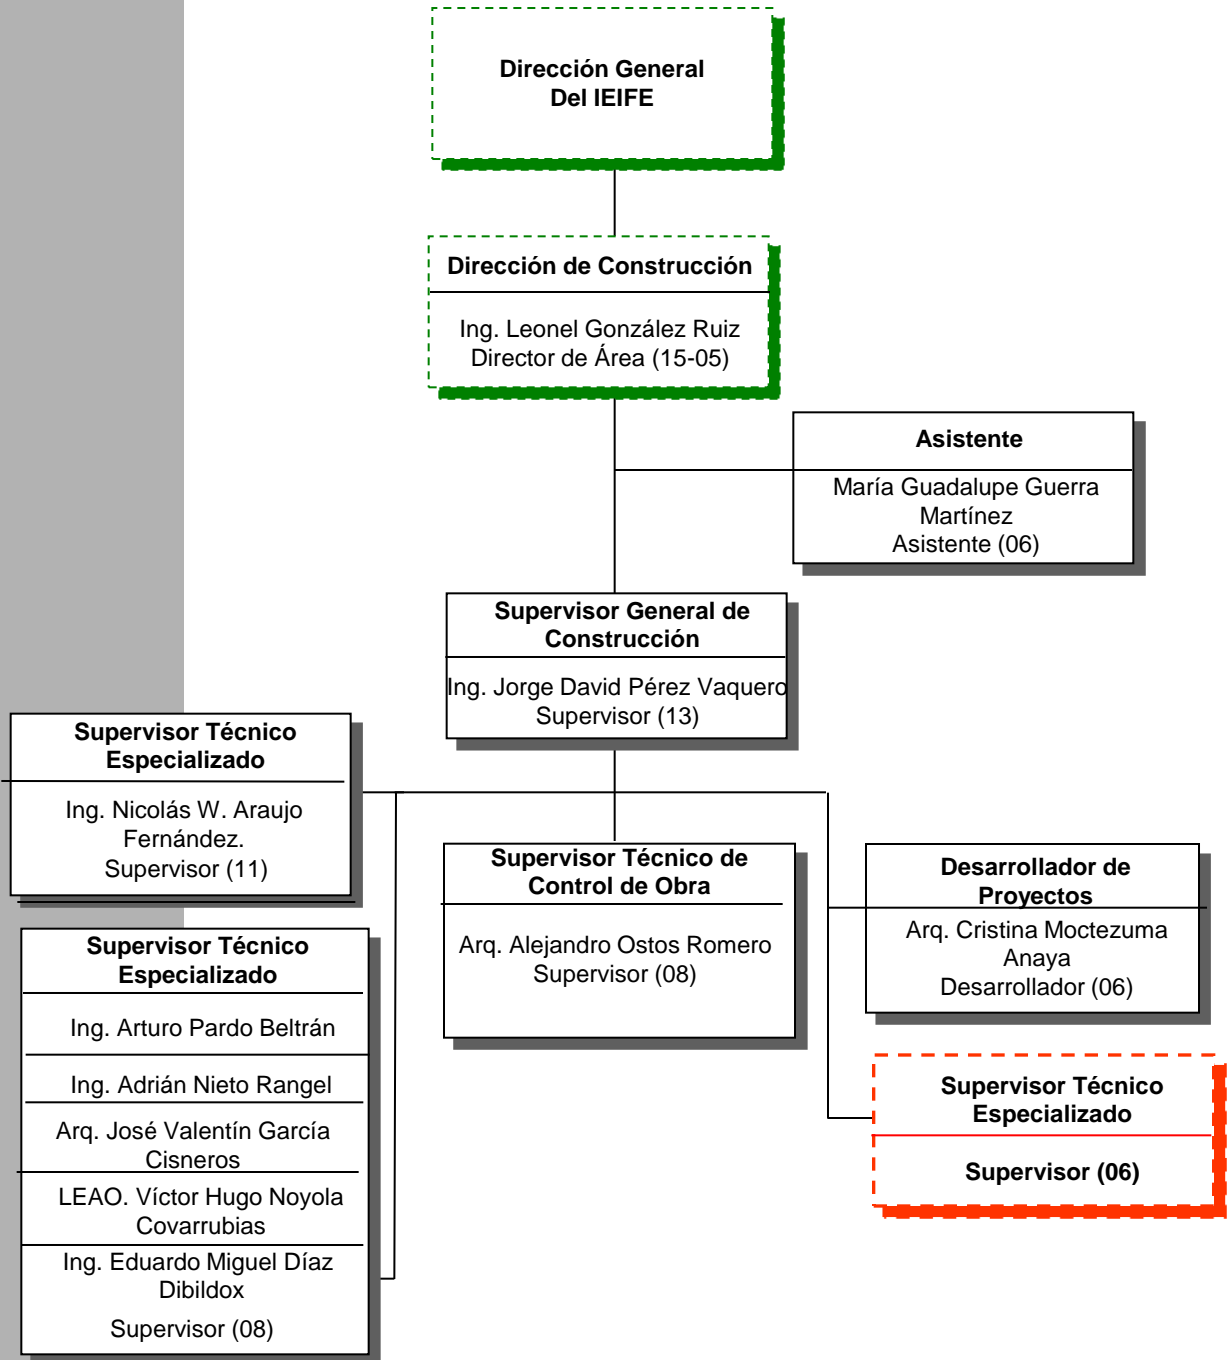 Dirección General
Del IEIFE
Dirección de Construcción
Ing. Leonel González Ruiz
Director de Área (15-05)
Asistente
María Guadalupe Guerra
Martínez
Asistente (06)
Supervisor General de
Construcción
Ing. Jorge David Pérez Vaquero
Supervisor (13)
Supervisor Técnico
Especializado
Ing. Nicolás W. Araujo
Fernández.
Supervisor (11)
Supervisor Técnico de
Control de Obra
Arq. Alejandro Ostos Romero
Supervisor (08)
Desarrollador de
Proyectos
Arq. Cristina Moctezuma
Anaya
Desarrollador (06)
Supervisor Técnico
Especializado
Ing. Arturo Pardo Beltrán
Ing. Adrián Nieto Rangel
Arq. José Valentín García
Cisneros
LEAO. Víctor Hugo Noyola
Covarrubias
Ing. Eduardo Miguel Díaz
Dibildox
Supervisor (08)
Supervisor Técnico
Especializado
Supervisor (06)